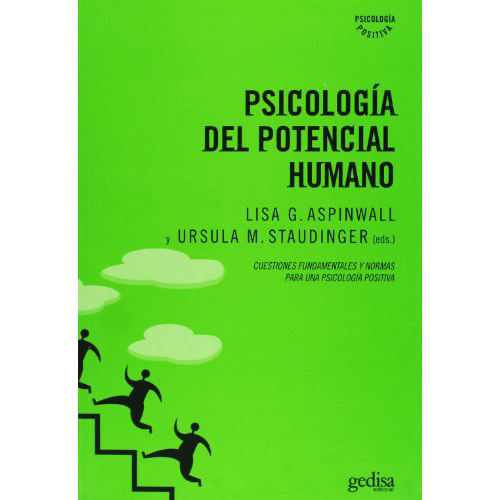 PSICOLOGÍA
POSITIVA
PSICOLOGÍA
DEL POTENCIAL
HUMANO
LISA G. ASPINWALL
y URSULA M. STAUDINGER (eds.)
CUESTIONES FUNDAMENTALES Y NORMAS
PARA UNA PSICOLOGÍA POSITIVA
gedisa
editorial